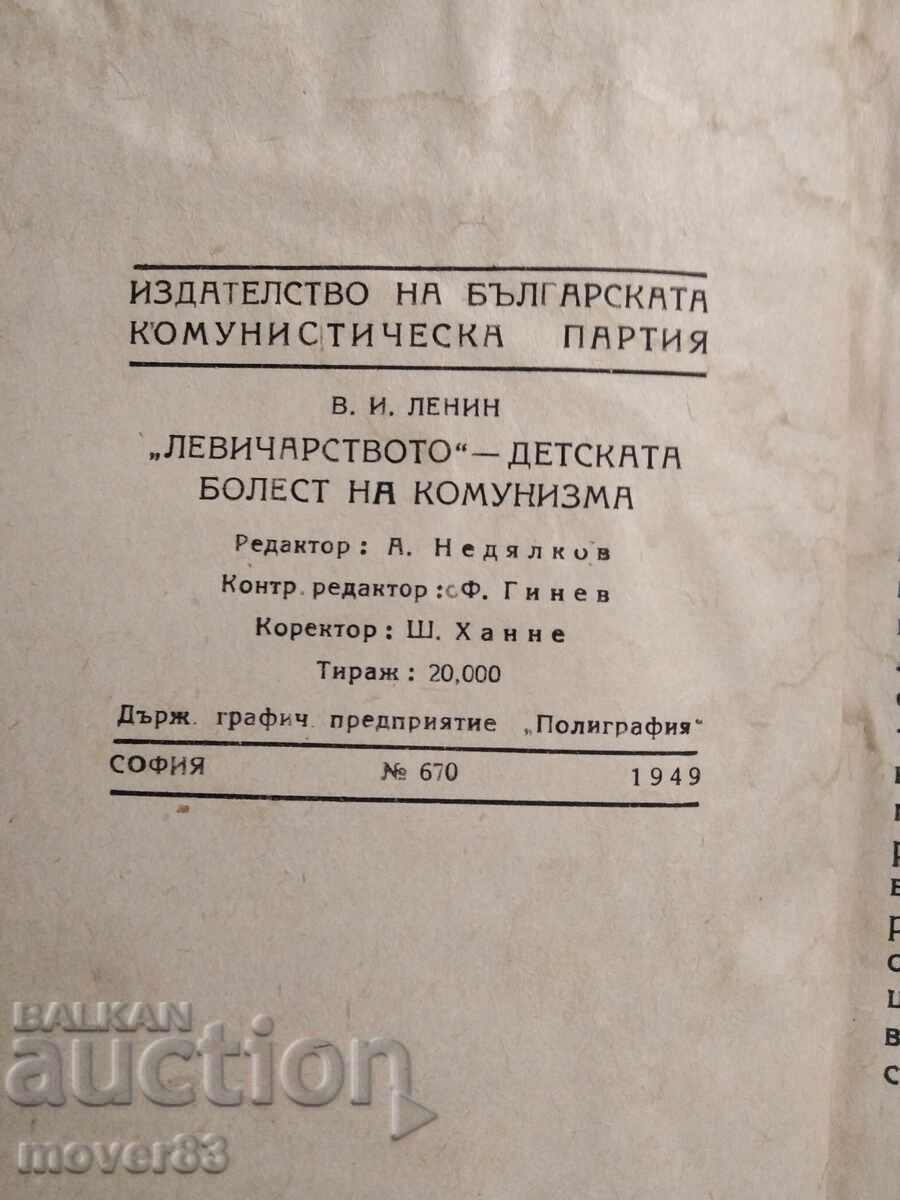 ИЗДАТЕЛСТВО НА БЪЛГАРСКАТА
КОМУНИСТИЧЕСКА ПАРТИЯ
В. И. ЛЕНИН
„ЛЕВИЧАРСТВОТО“ — ДЕТСКАТА
БОЛЕСТ НА КОМУНИЗМА
Редактор: А. Недялков
Контр. редактор: Ф. Гинев
Коректор: Ш. Ханне
Тираж: 20,000
Държ. графич. предприятие „Полиграфия“
СОФИЯ № 670 1949
BALKAN
auction
mover83